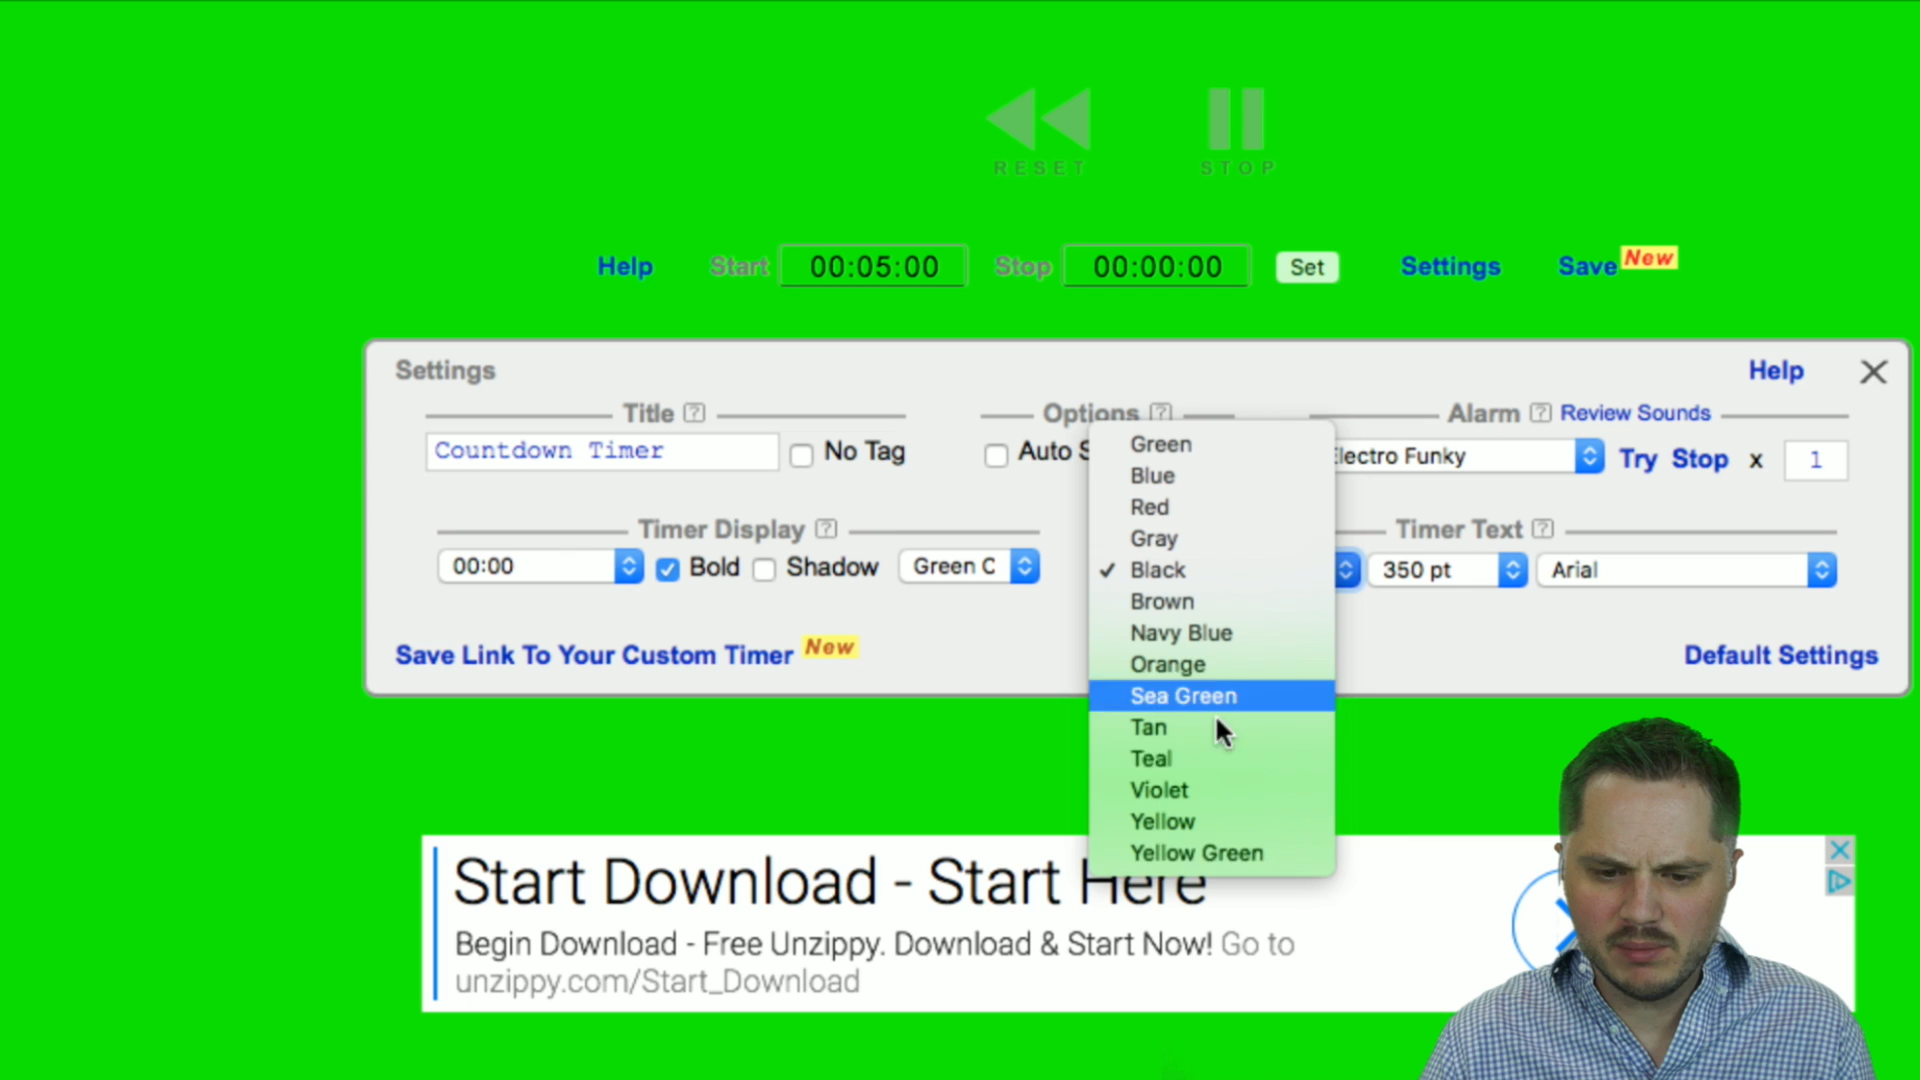 RESET STOP
Help Start 00:05:00 Stop 00:00:00 Set Settings Save New
Settings Help
Title ? Options ? Alarm ? Review Sounds
Countdown Timer No Tag Auto S Electro Funky Try Stop x 1
Timer Display ? Timer Text ?
00:00 Bold Shadow Green C 350 pt Arial
Save Link To Your Custom Timer New Default Settings
Green
Blue
Red
Gray
✓ Black
Brown
Navy Blue
Orange
Sea Green
Tan
Teal
Violet
Yellow
Yellow Green
Start Download - Start Here
Begin Download - Free Unzippy. Download & Start Now! Go to
unzippy.com/Start_Download